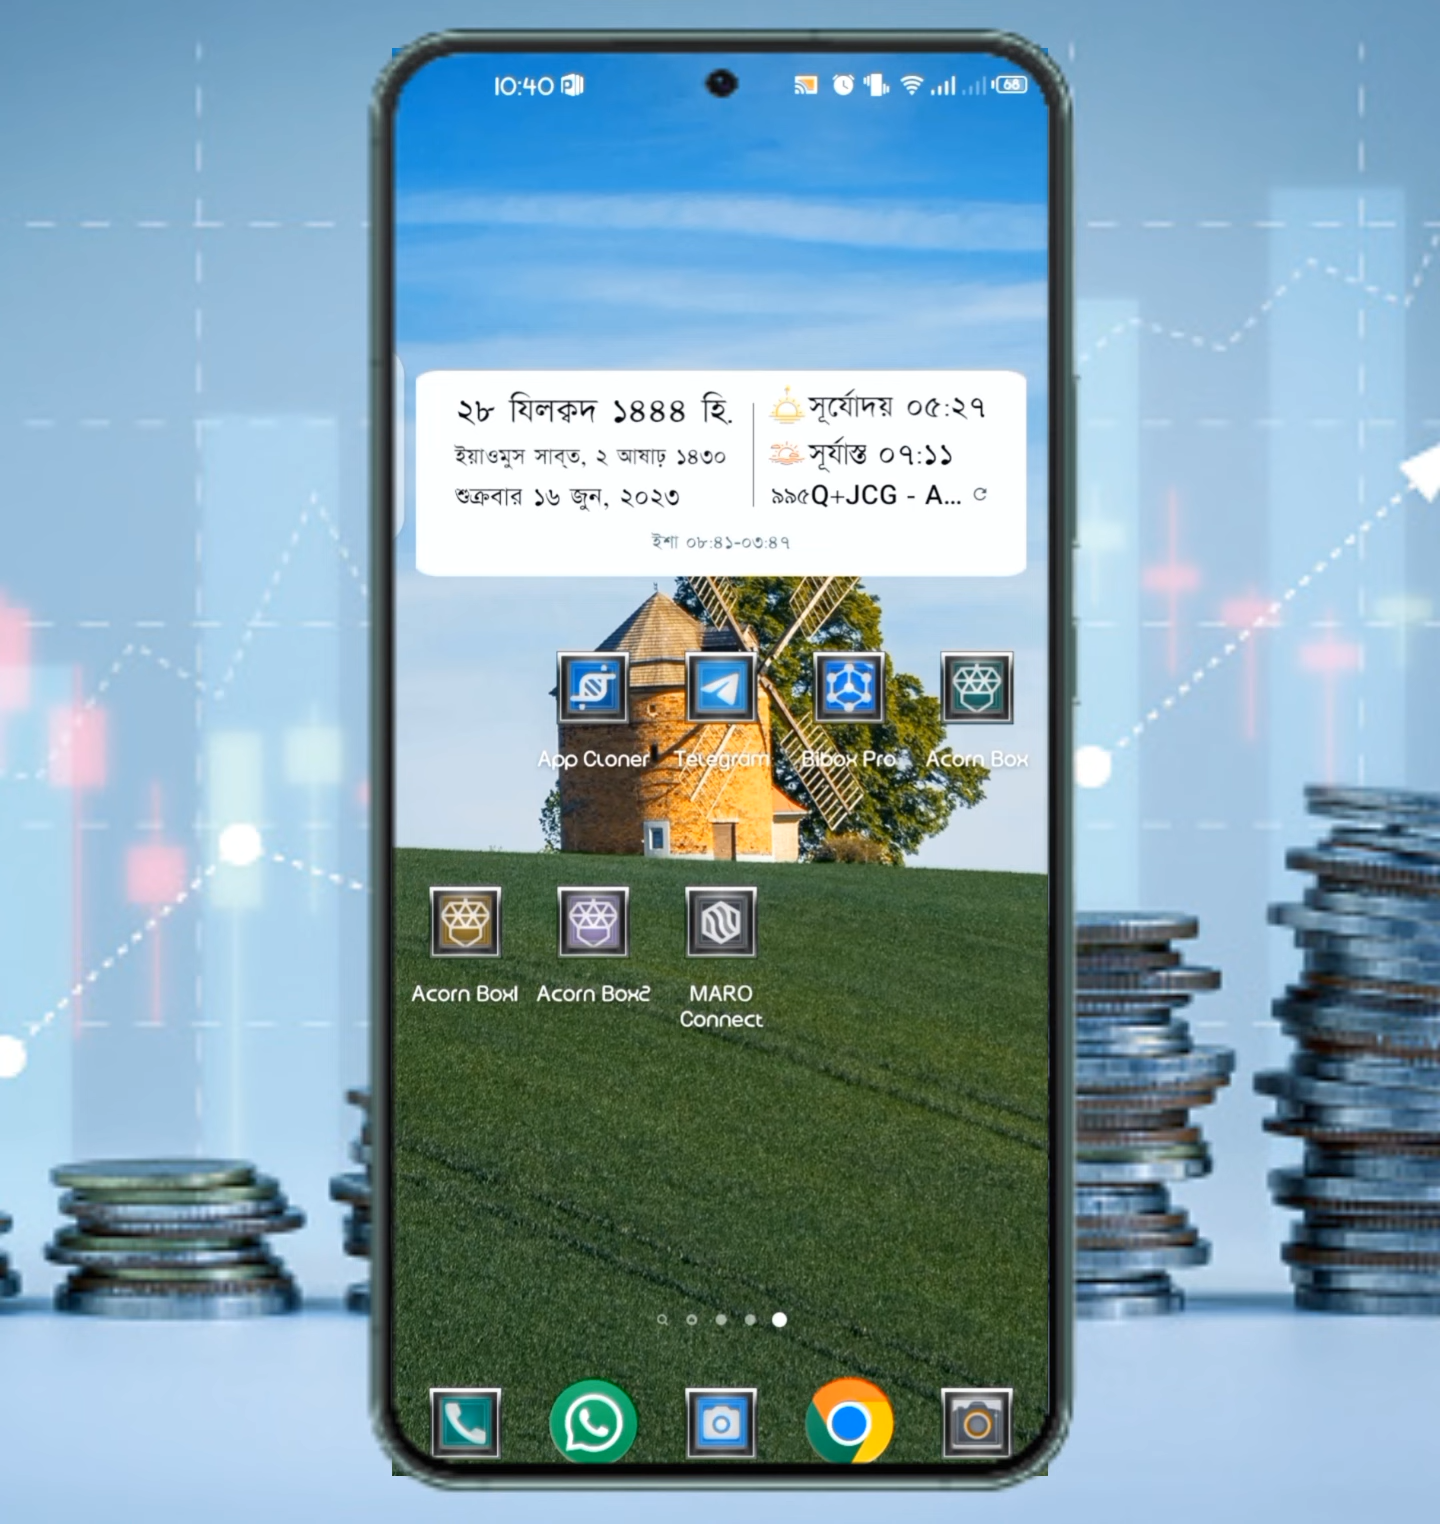 10:40
68
২৮ যিলক্বদ ১৪৪৪ হি.
ইয়াওমুস সাব্ত, ২ আষাঢ় ১৪৩০
শুক্রবার ১৬ জুন, ২০২৩
সূর্যোদয় ০৫:২৭
সূর্যাস্ত ০৭:১১
৯৯৫Q+JCG - A...
ইশা ০৮:৪১-০৩:৪৭
App Cloner Telegram Bibox Pro Acorn Box
Acorn Box1 Acorn Box2 MARO
Connect